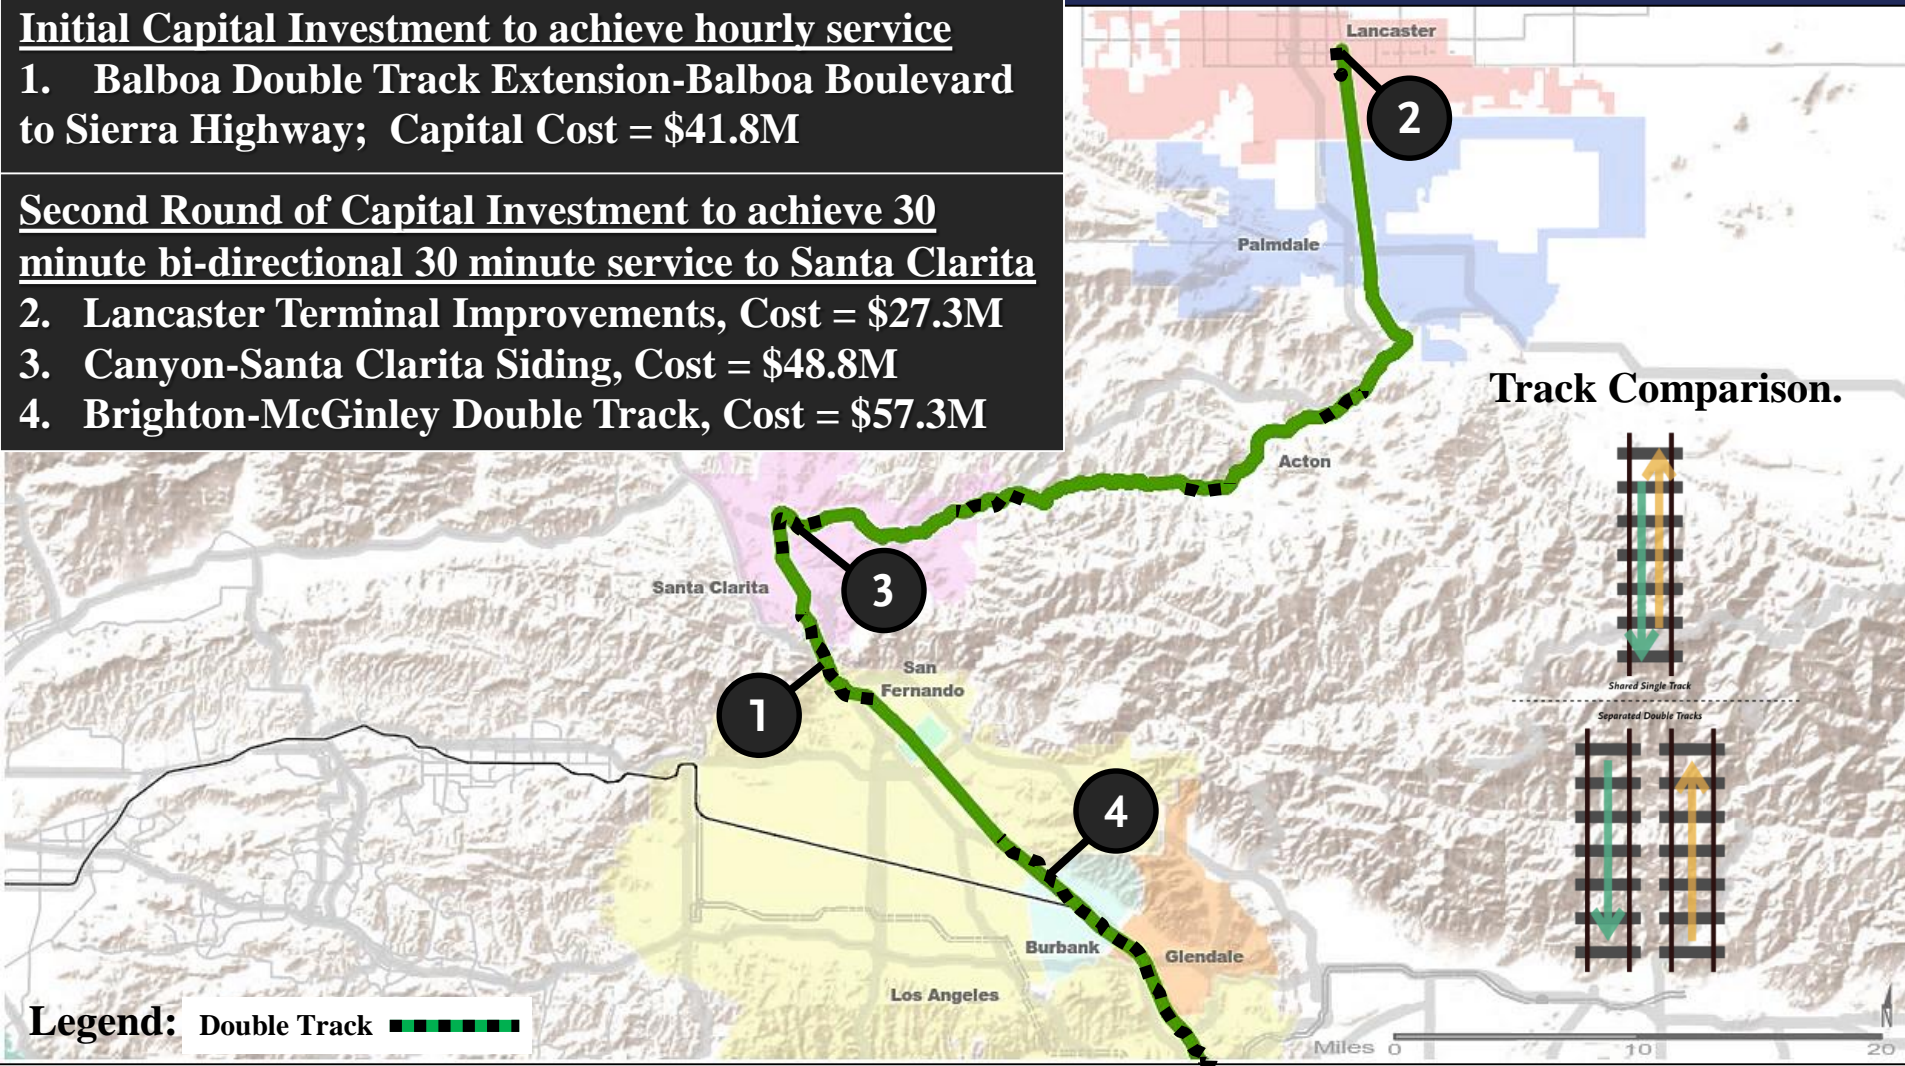 Initial Capital Investment to achieve hourly service
1. Balboa Double Track Extension-Balboa Boulevard
to Sierra Highway; Capital Cost = $41.8M
Second Round of Capital Investment to achieve 30
minute bi-directional 30 minute service to Santa Clarita
2. Lancaster Terminal Improvements, Cost = $27.3M
3. Canyon-Santa Clarita Siding, Cost = $48.8M
4. Brighton-McGinley Double Track, Cost = $57.3M
Lancaster
2
Palmdale
Track Comparison.
Acton
Santa Clarita
3
San
Fernando
1
Shared Single Track
Separated Double Tracks
4
Burbank
Glendale
Los Angeles
Legend: Double Track
N
Miles 0 10 20